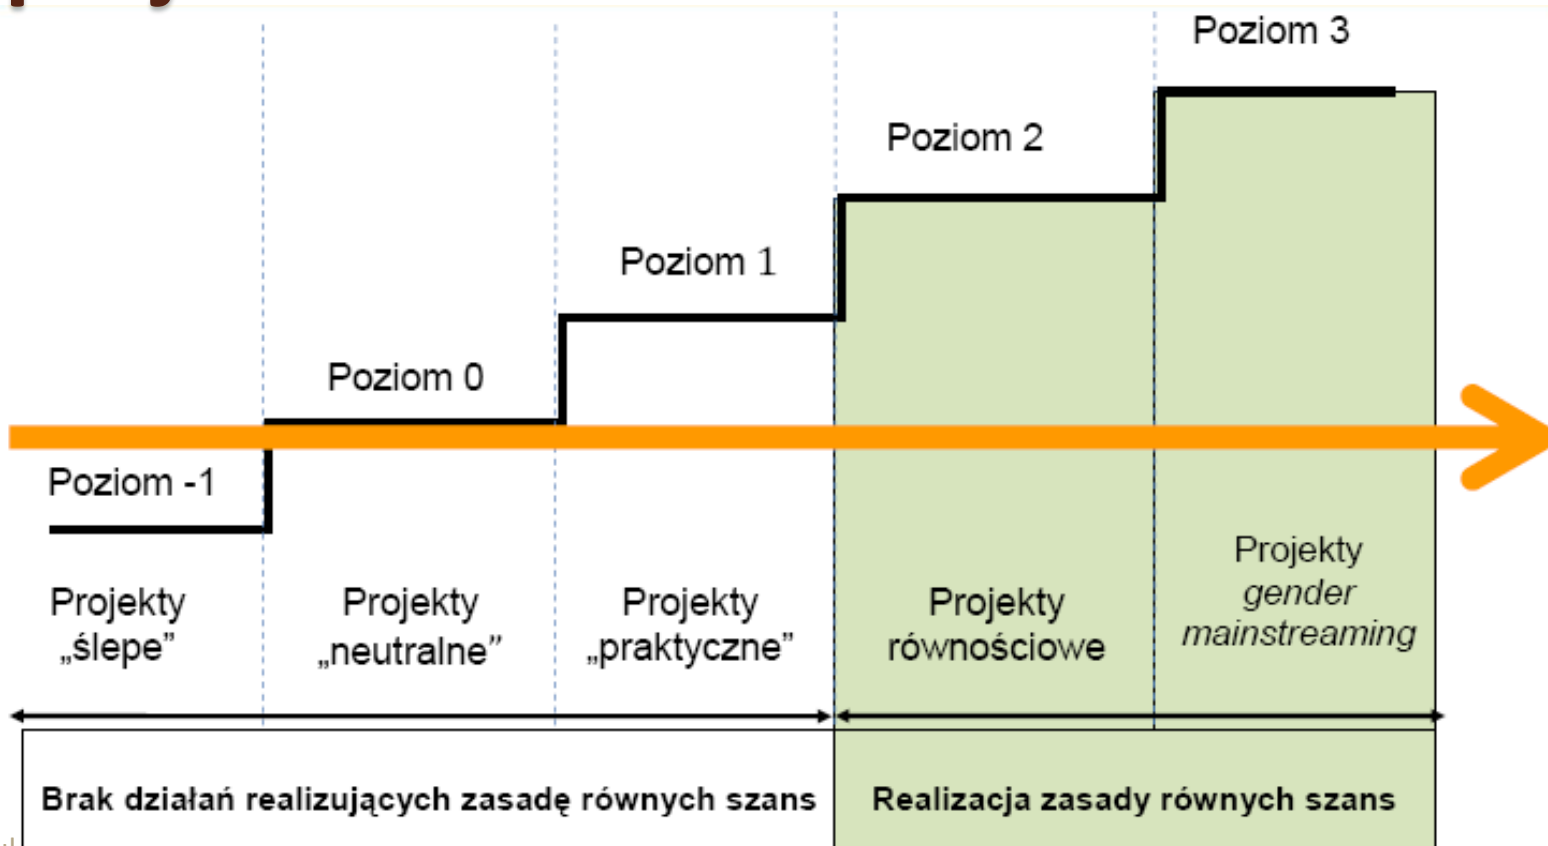 Poziom 3
Poziom 2
Poziom 1
Poziom 0
Poziom -1
Projekty
„ślepe”
Projekty
„neutralne”
Projekty
„praktyczne”
Projekty
równościowe
Projekty
gender
mainstreaming
Brak działań realizujących zasadę równych szans
Realizacja zasady równych szans